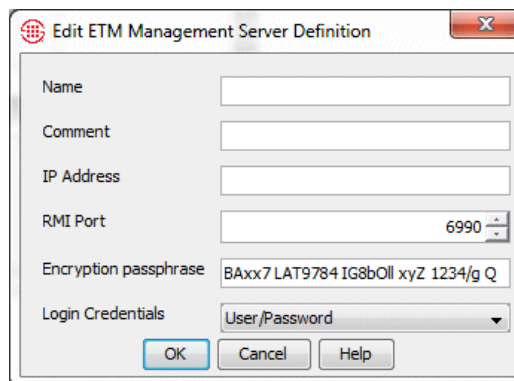 Edit ETM Management Server Definition
Name
Comment
IP Address
RMI Port 6990
Encryption passphrase BAxx7 LAT9784 IG8bOll xyZ 1234/g Q
Login Credentials User/Password
OK Cancel Help